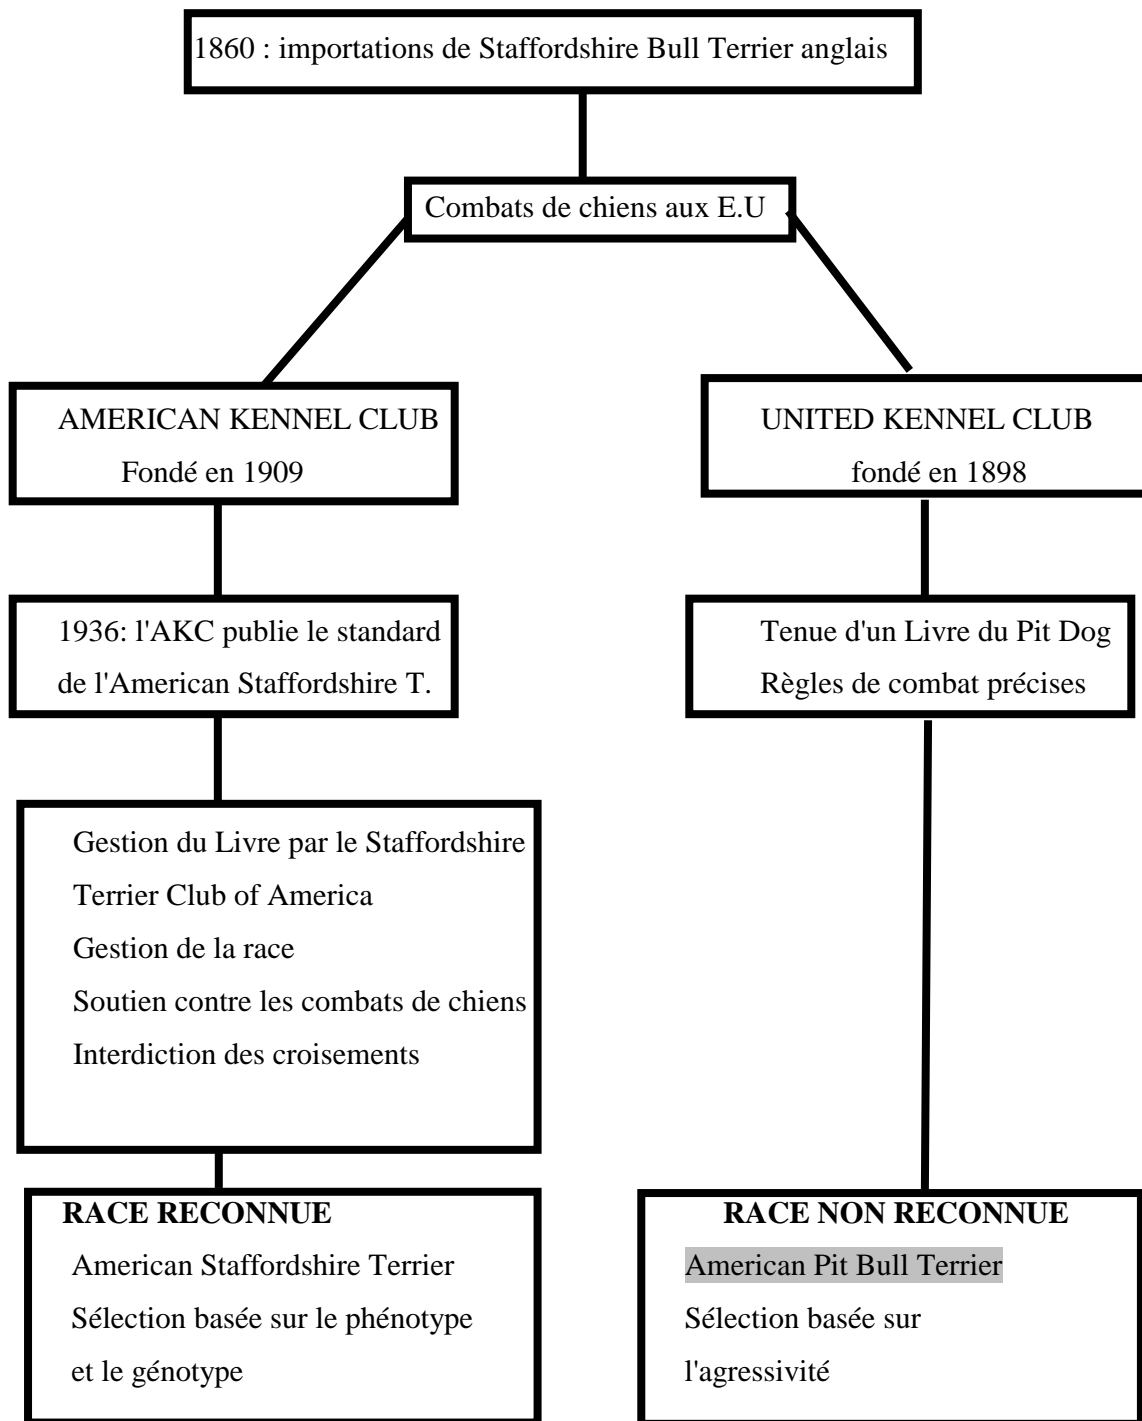 1860 : importations de Staffordshire Bull Terrier anglais
Combats de chiens aux E.U
AMERICAN KENNEL CLUB
Fondé en 1909
UNITED KENNEL CLUB
fondé en 1898
1936: l'AKC publie le standard
de l'American Staffordshire T.
Tenue d'un Livre du Pit Dog
Règles de combat précises
Gestion du Livre par le Staffordshire
Terrier Club of America
Gestion de la race
Soutien contre les combats de chiens
Interdiction des croisements
RACE RECONNUE
American Staffordshire Terrier
Sélection basée sur le phénotype
et le génotype
RACE NON RECONNUE
American Pit Bull Terrier
Sélection basée sur
l'agressivité